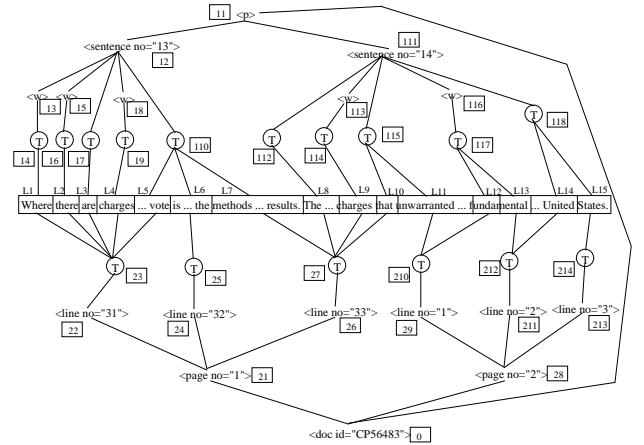 11 <p>
<sentence no="13"> 111
12 <sentence no="14">
<w> <w> <w> <w> <w>
13 15 18 113 116
T T T T T T T T T T
14 16 17 19 110 112 114 115 117 118
L1 L2 L3 L4 L5 L6 L7 L8 L9 L10 L11 L12 L13 L14 L15
Where there are charges ... vote is ... the methods ... results. The ... charges that unwarranted ... fundamental ... United States.
T T T T T T
23 25 27 210 212 214
<line no="31"> <line no="32"> <line no="33"> <line no="1"> <line no="2"> <line no="3">
22 24 26 29 211 213
<page no="1"> 21 <page no="2"> 28
<doc id="CP56483"> 0